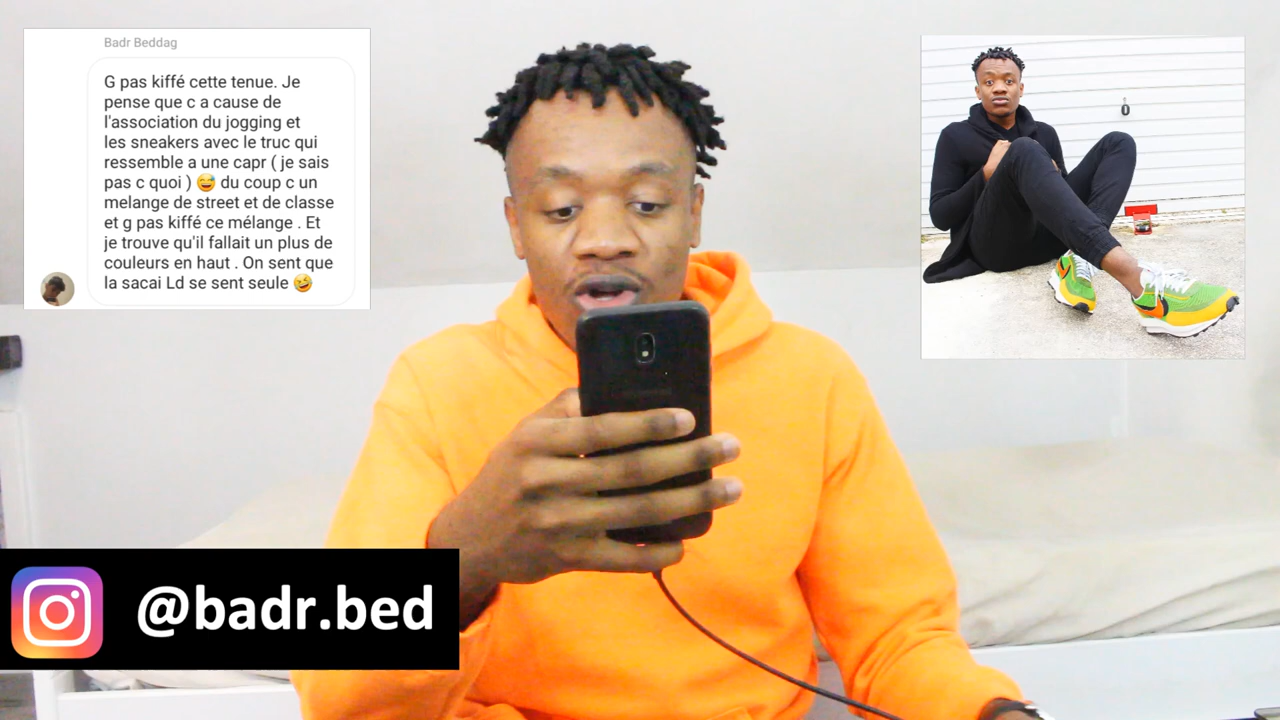 Badr Beddag
G pas kiffé cette tenue. Je
pense que c a cause de
l'association du jogging et
les sneakers avec le truc qui
ressemble a une capr ( je sais
pas c quoi ) 😅 du coup c un
melange de street et de classe
et g pas kiffé ce mélange . Et
je trouve qu'il fallait un plus de
couleurs en haut . On sent que
la sacai Ld se sent seule 🤣
@badr.bed